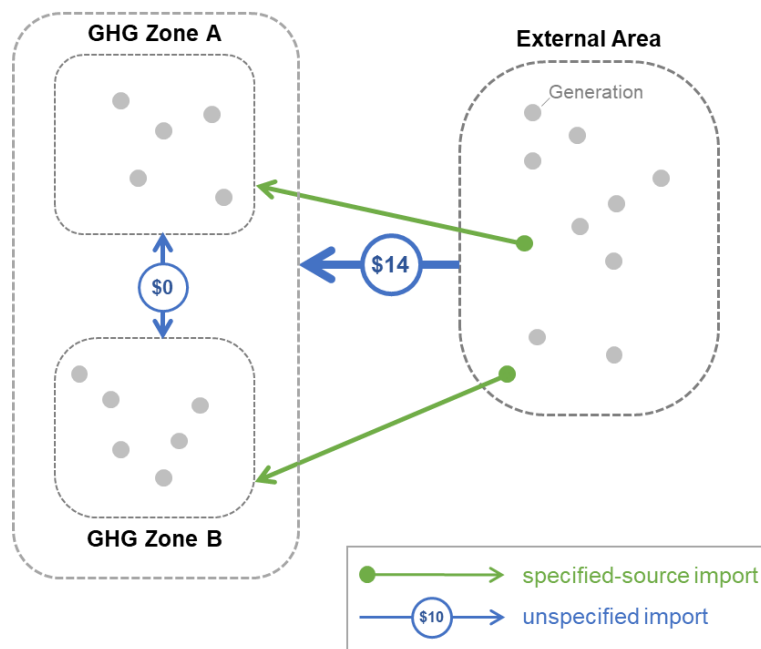 GHG Zone A
External Area
Generation
$14
$0
GHG Zone B
specified-source import
$10
unspecified import